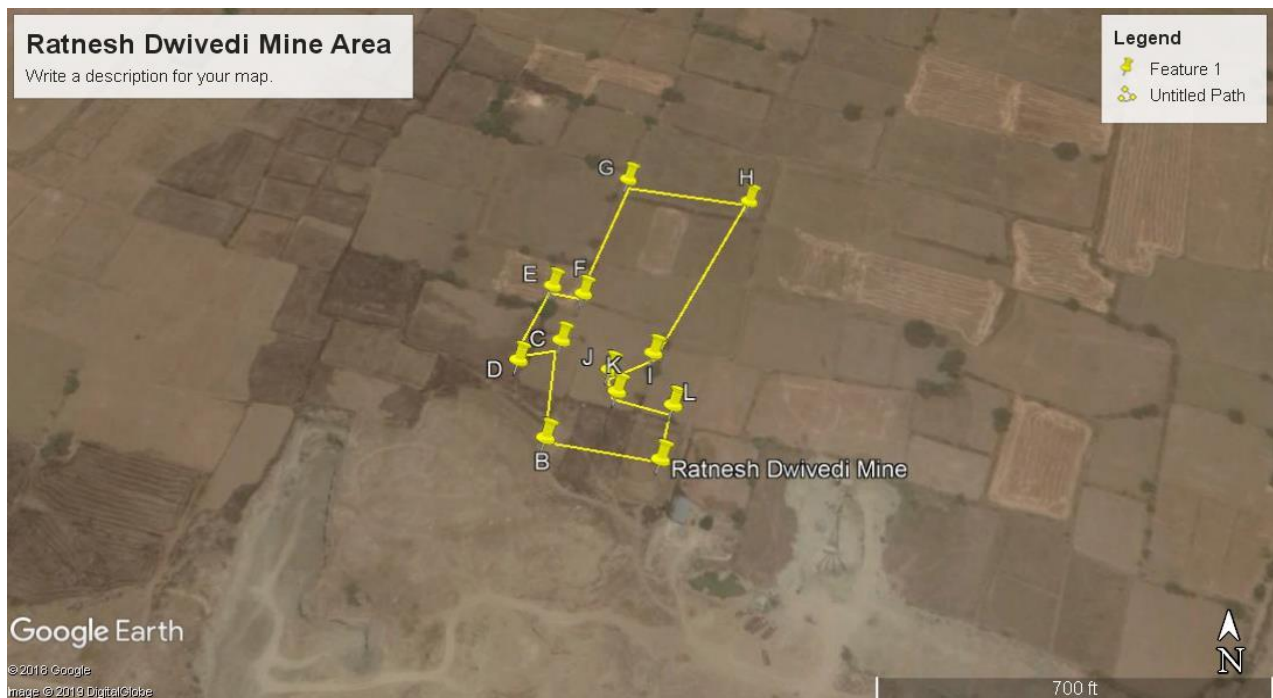 Ratnesh Dwivedi Mine Area
Write a description for your map.
Legend
Feature 1
Untitled Path
G
H
E
F
C
D
J
K
I
L
B
Ratnesh Dwivedi Mine
Google Earth
© 2018 Google
Image © 2019 DigitalGlobe
N
700 ft